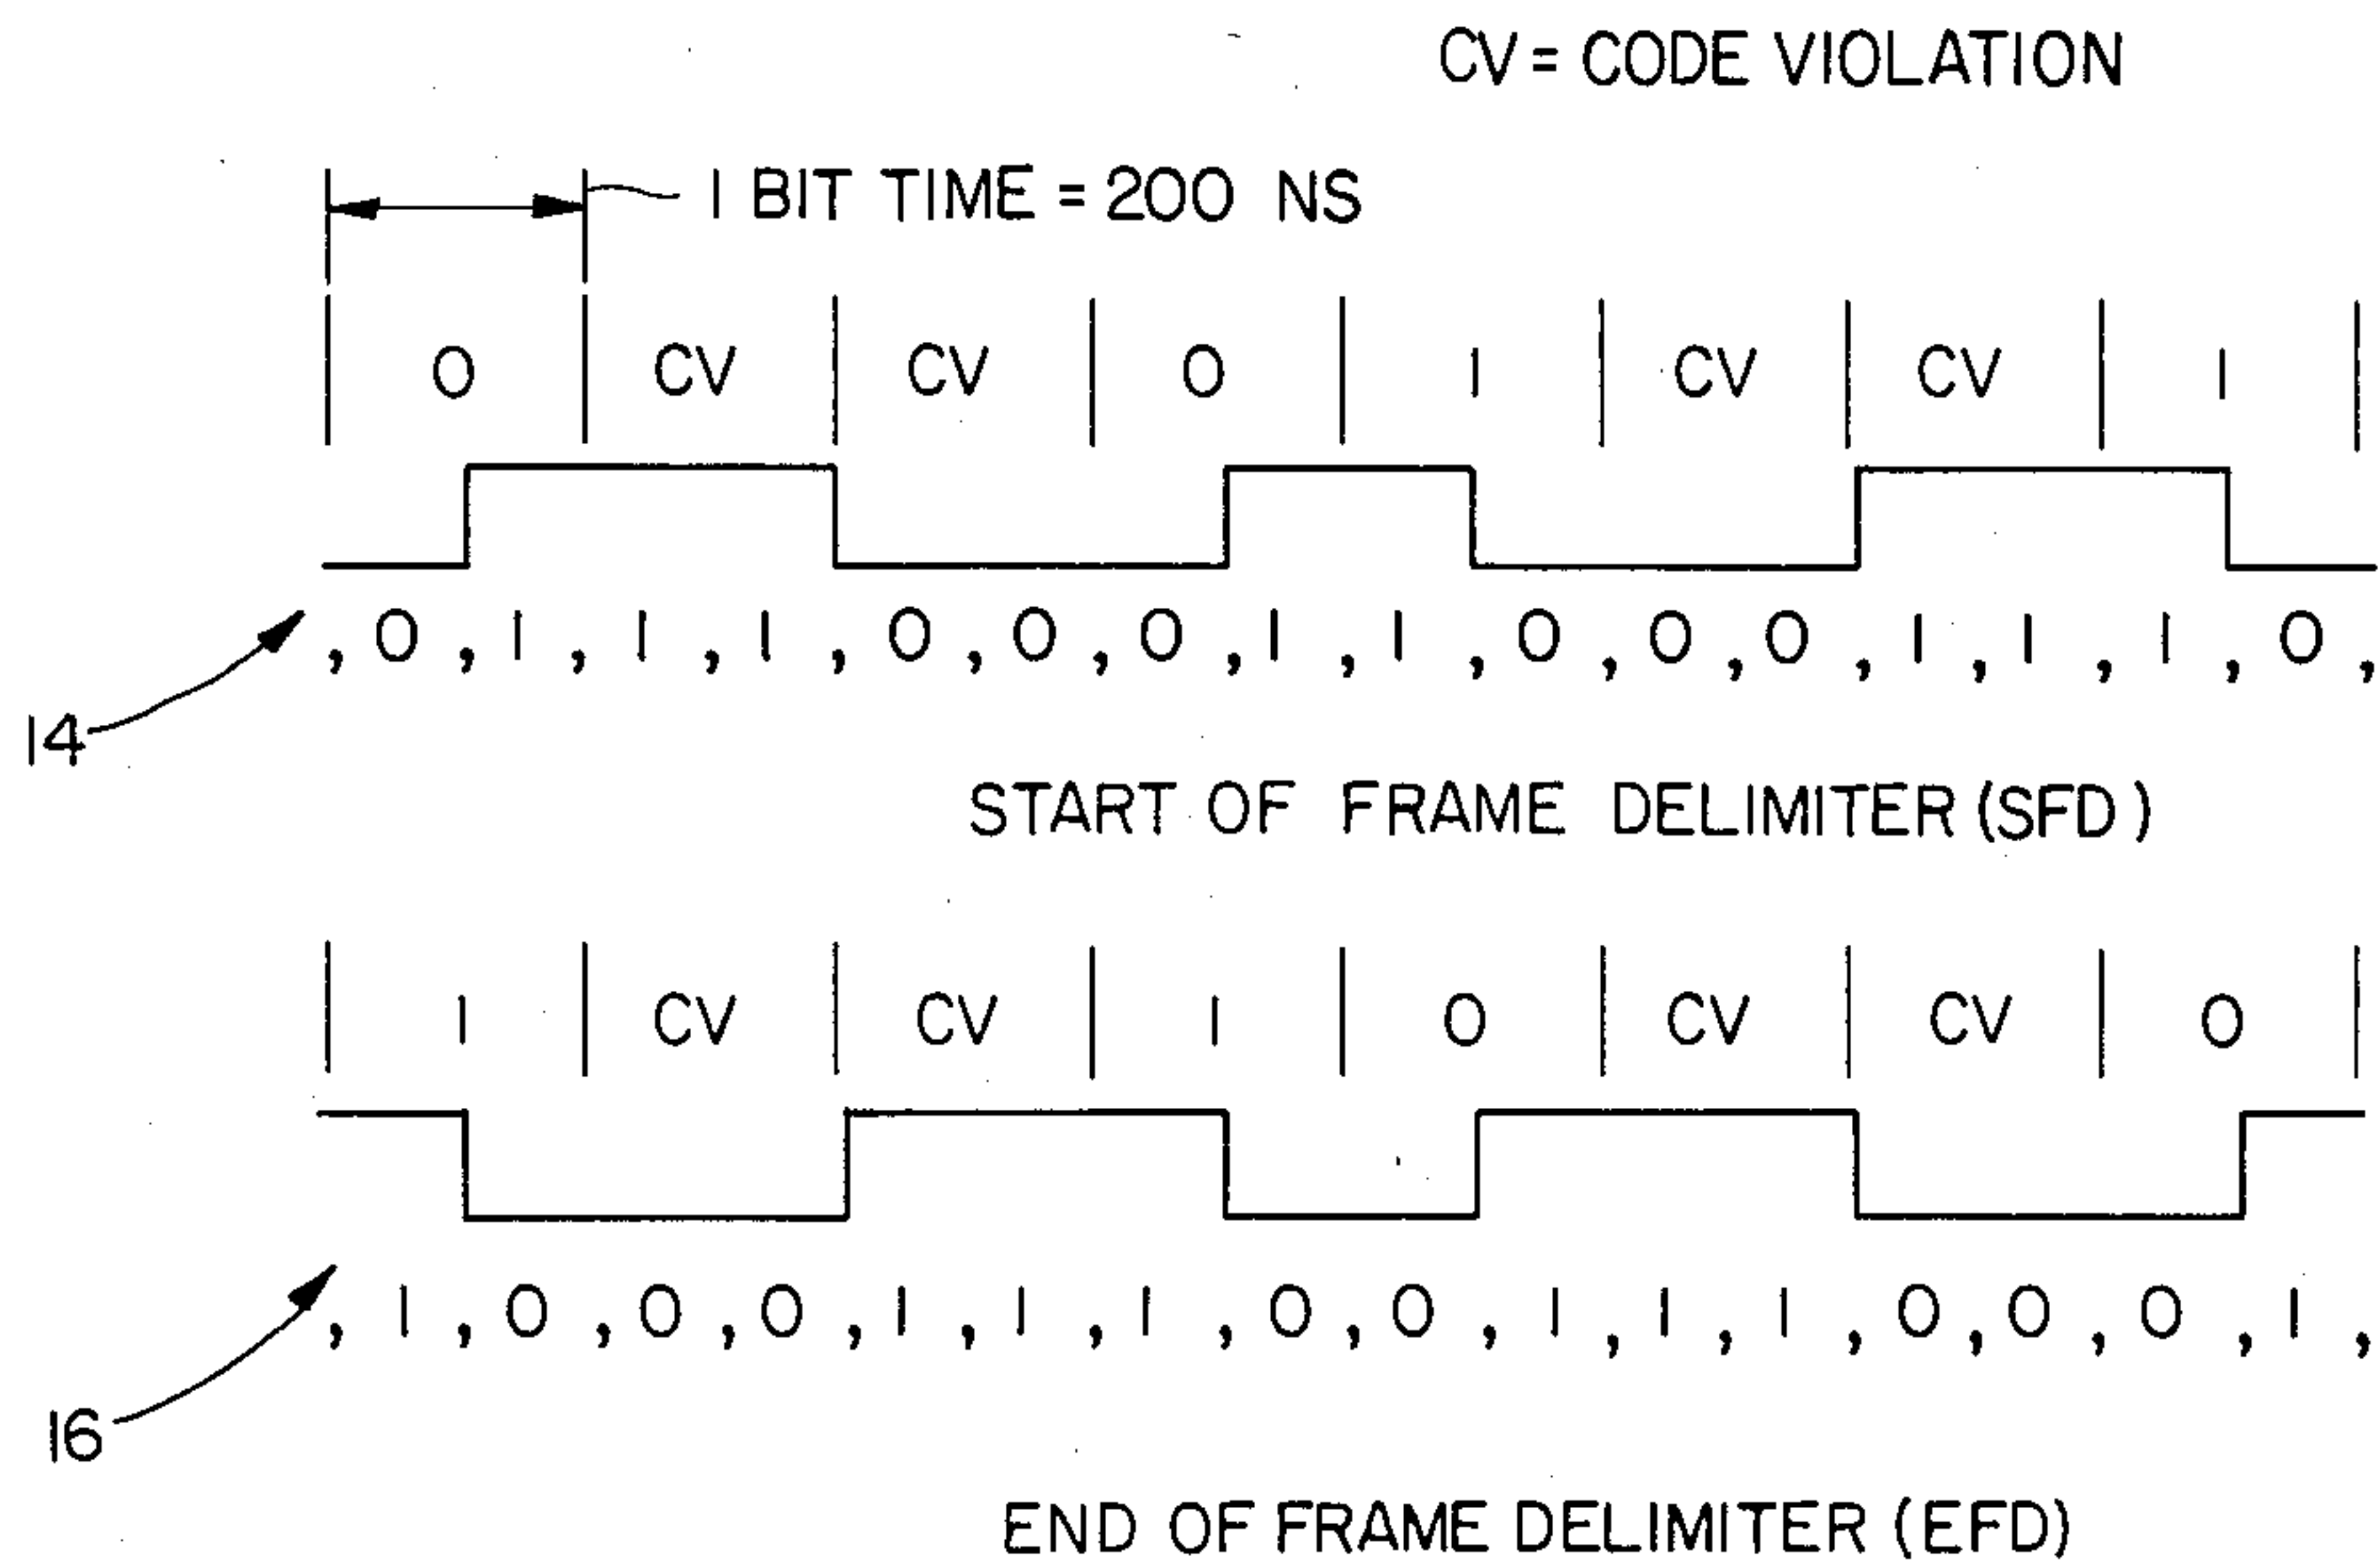 CV = CODE VIOLATION
1 BIT TIME = 200 NS
0 CV CV 0 1 CV CV 1
,0,1,1,1,0,0,0,1,1,0,0,0,1,1,1,0,
14
START OF FRAME DELIMITER (SFD)
1 CV CV 1 0 CV CV 0
,1,0,0,0,1,1,1,0,0,1,1,1,0,0,0,1,
16
END OF FRAME DELIMITER (EFD)